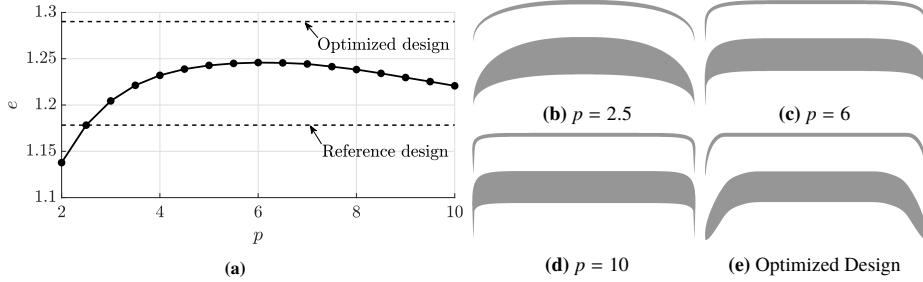 1.3
1.25
1.2
1.15
1.1
e
2
4
6
8
10
p
Optimized design
Reference design
(a)
(b) p = 2.5
(c) p = 6
(d) p = 10
(e) Optimized Design